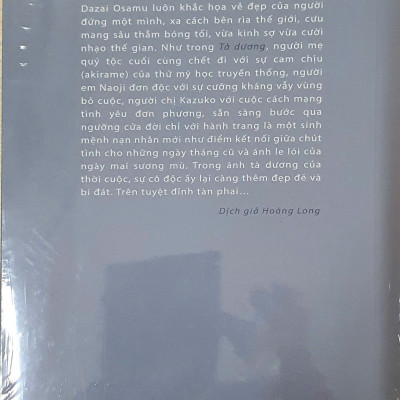 Dazai Osamu luôn khắc họa vẻ đẹp của người
đứng một mình, xa cách bên rìa thế giới, cưu
mang sâu thẳm bóng tối, vừa kinh sợ vừa cười
nhạo thế gian. Như trong Tà dương, người mẹ
quý tộc cuối cùng chết đi với sự cam chịu
(akirame) của thứ mỹ học truyền thống, người
em Naoji đơn độc với sự cưỡng kháng vẫy vùng
bỏ cuộc, người chị Kazuko với cuộc cách mạng
tình yêu đơn phương, sẵn sàng bước qua
ngưỡng cửa đời chỉ với hành trang là một sinh
mệnh nạn nhân mới như điểm kết nối giữa chút
tình cho những ngày tháng cũ và ánh le lói của
ngày mai sương mù. Trong ánh tà dương của
thời cuộc, sự cô độc ấy lại càng thêm đẹp đẽ và
bi đát. Trên tuyệt đỉnh tàn phai...
Dịch giả Hoàng Long